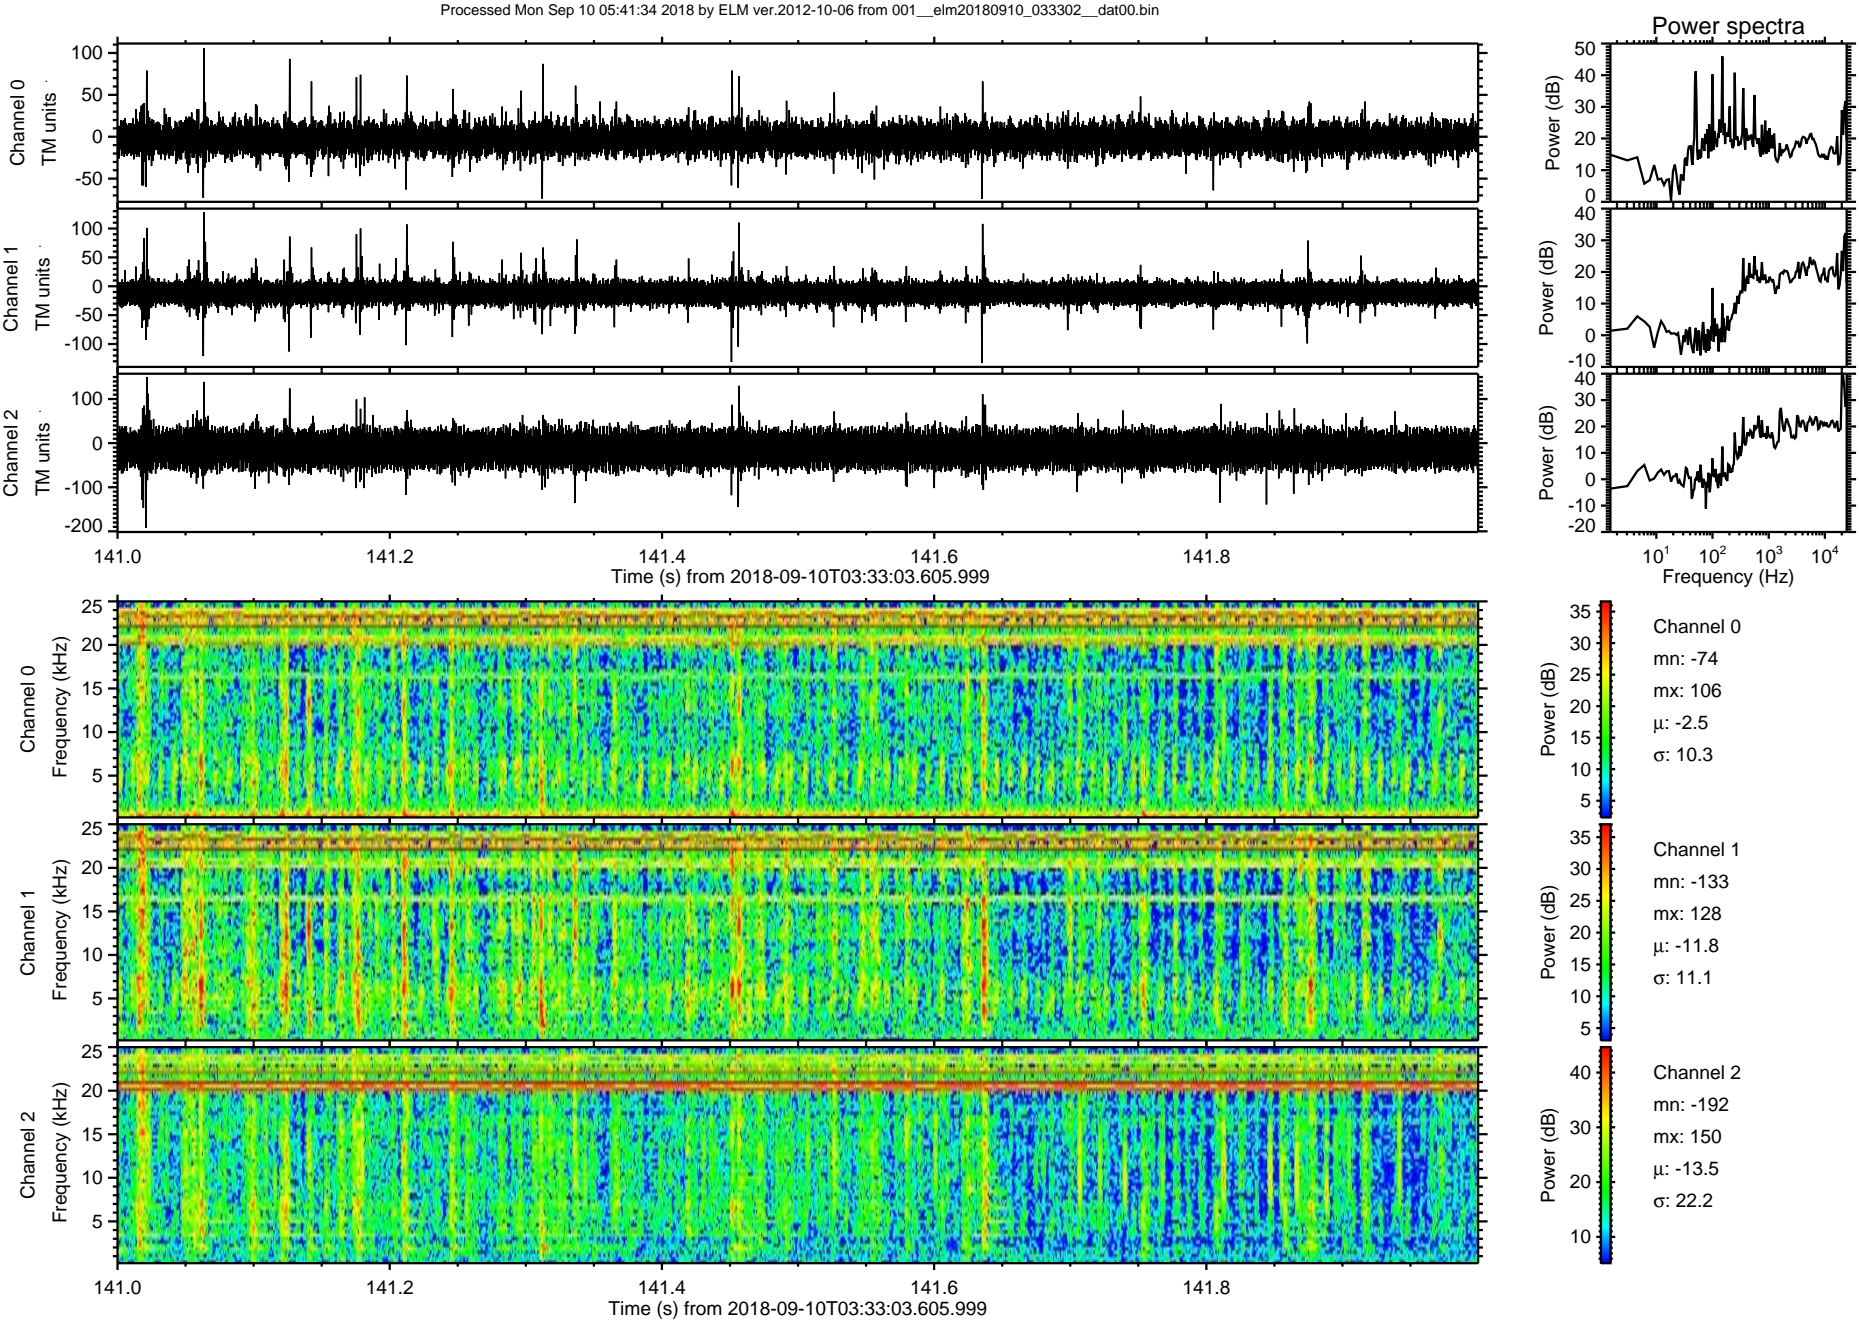 Processed Mon Sep 10 05:41:34 2018 by ELM ver.2012-10-06 from 001__elm20180910_033302__dat00.bin
Power spectra
Channel 0
TM units
100
50
0
-50
Power (dB)
50
40
30
20
10
0
Channel 1
TM units
100
50
0
-50
-100
Power (dB)
40
30
20
10
0
-10
Channel 2
TM units
100
0
-100
-200
Power (dB)
40
30
20
10
0
-10
-20
141.0 141.2 141.4 141.6 141.8
Time (s) from 2018-09-10T03:33:03.605.999
10^1 10^2 10^3 10^4
Frequency (Hz)
Channel 0
Frequency (kHz)
25
20
15
10
5
Power (dB)
35
30
25
20
15
10
5
Channel 0
mn: -74
mx: 106
μ: -2.5
σ: 10.3
Channel 1
Frequency (kHz)
25
20
15
10
5
Power (dB)
35
30
25
20
15
10
5
Channel 1
mn: -133
mx: 128
μ: -11.8
σ: 11.1
Channel 2
Frequency (kHz)
25
20
15
10
5
Power (dB)
40
30
20
10
Channel 2
mn: -192
mx: 150
μ: -13.5
σ: 22.2
141.0 141.2 141.4 141.6 141.8
Time (s) from 2018-09-10T03:33:03.605.999